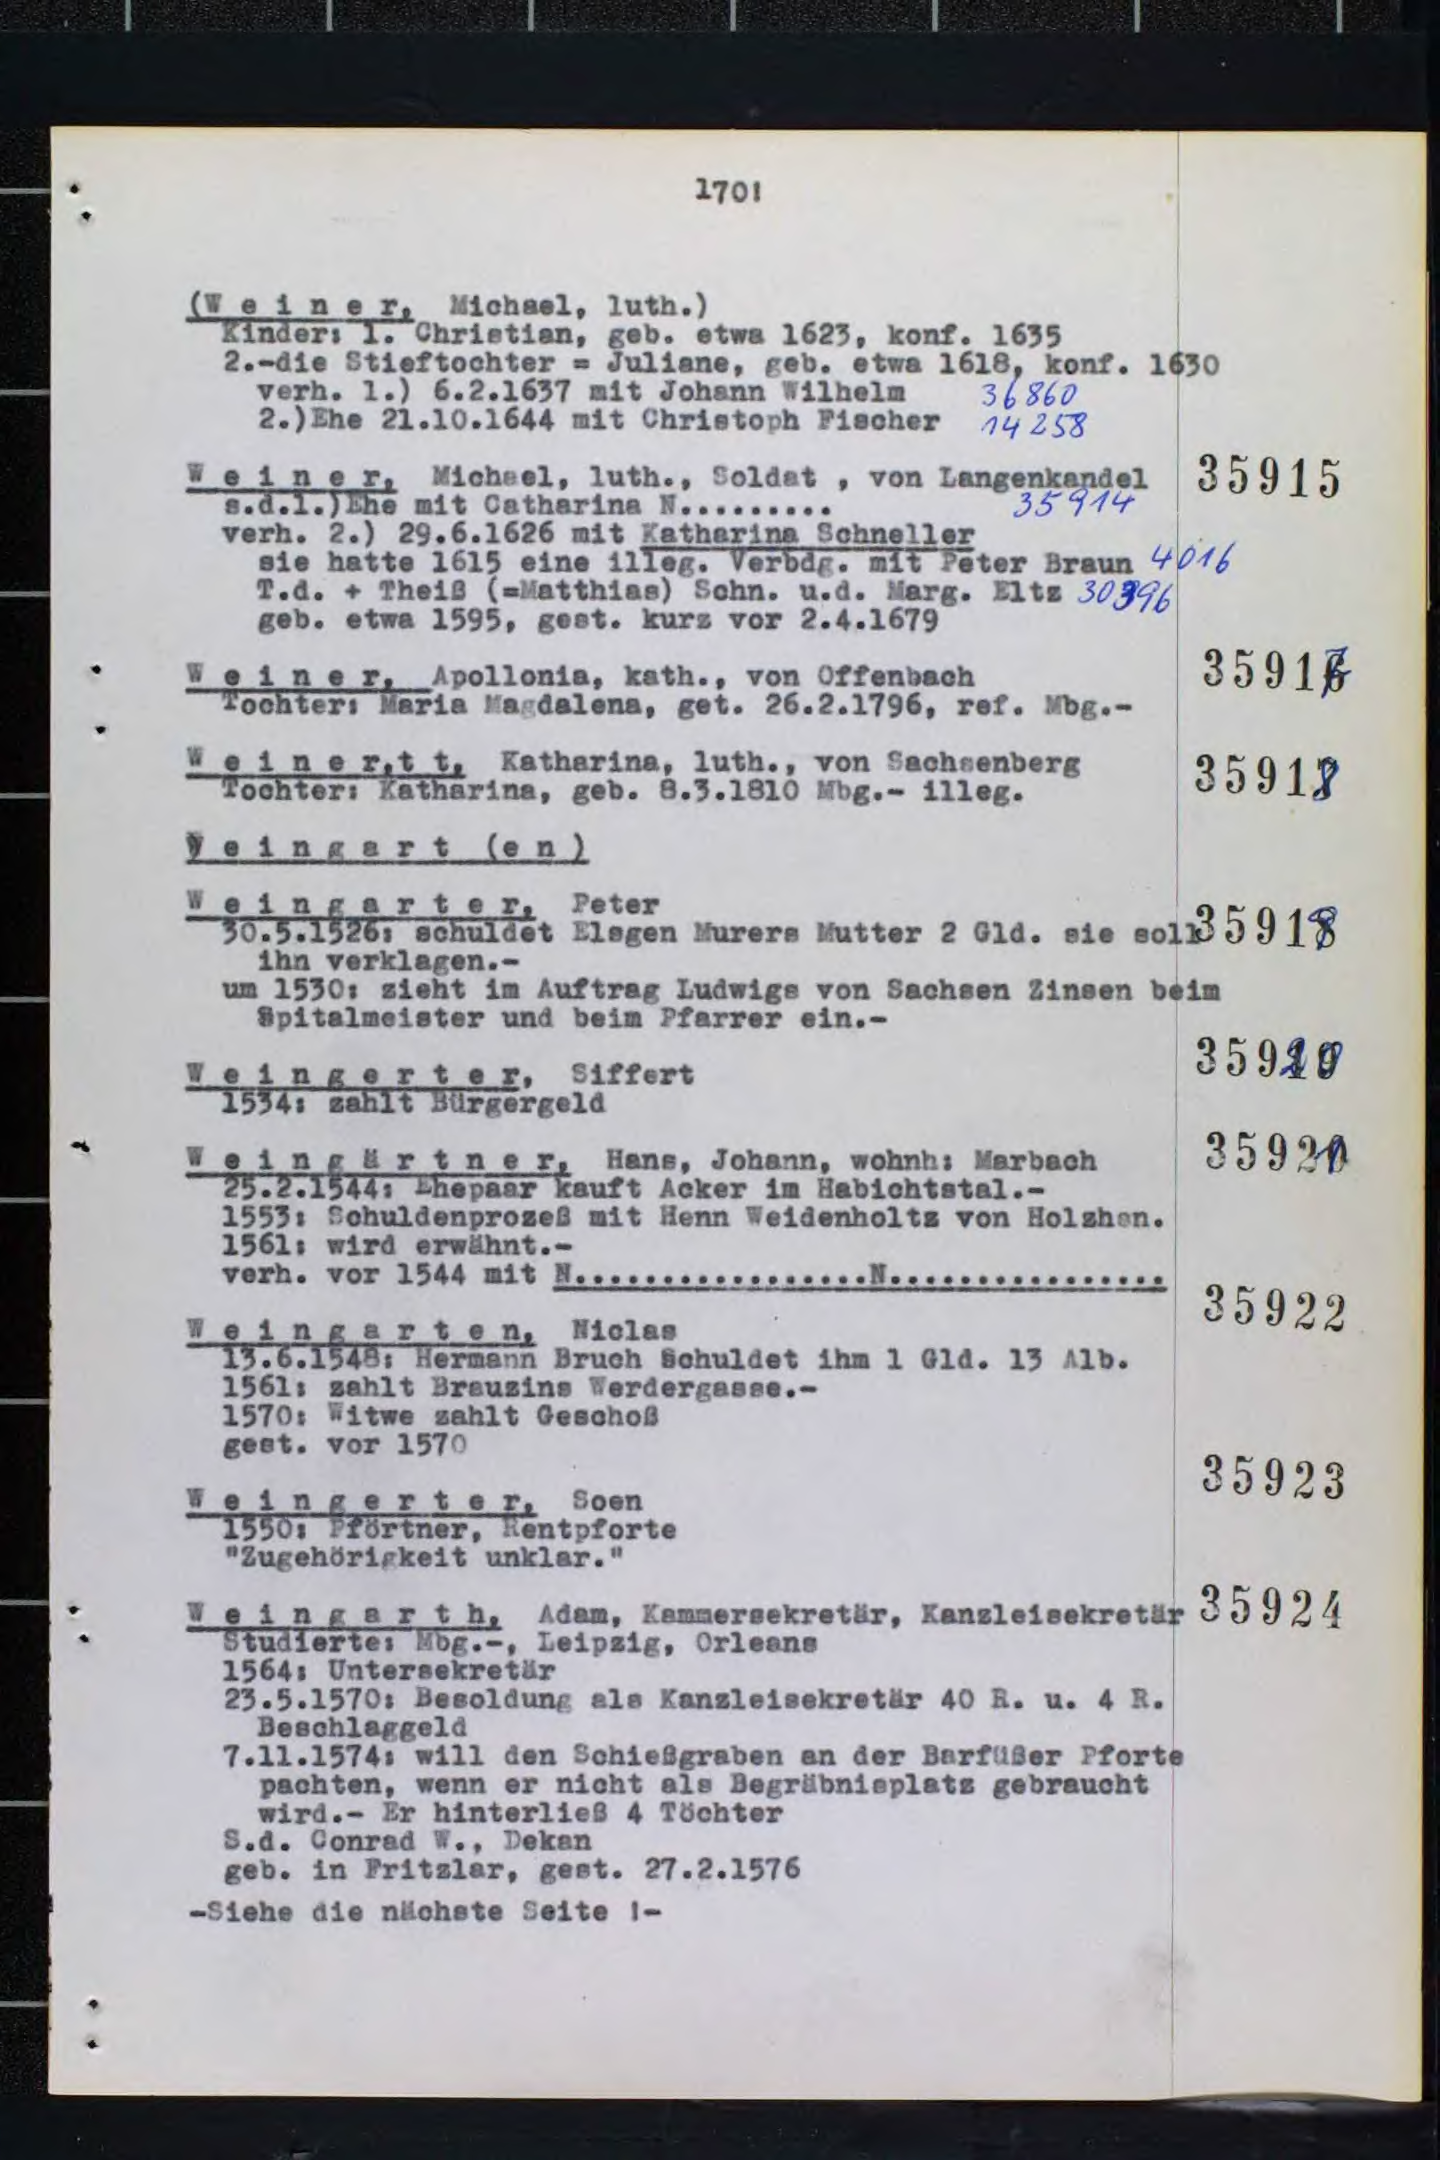 1701
(W e i n e r, Michael, luth.)
Kinder: 1. Christian, geb. etwa 1623, konf. 1635
2.-die Stieftochter = Juliane, geb. etwa 1618, konf. 1630
verh. 1.) 6.2.1637 mit Johann Wilhelm 36860
2.)Ehe 21.10.1644 mit Christoph Fischer 14258
W e i n e r, Michael, luth., Soldat , von Langenkandel 35915
s.d.1.)Ehe mit Catharina N......... 35914
verh. 2.) 29.6.1626 mit Katharina Schneller
sie hatte 1615 eine illeg. Verbdg. mit Peter Braun 4016
T.d. + Theiß (=Matthias) Schn. u.d. Marg. Eltz 30396
geb. etwa 1595, gest. kurz vor 2.4.1679
W e i n e r, Apollonia, kath., von Offenbach 35917
Tochter: Maria Magdalena, get. 26.2.1796, ref. Mbg.-
W e i n e r,t t, Katharina, luth., von Sachsenberg 35918
Tochter: Katharina, geb. 8.3.1810 Mbg.- illeg.
W e i n g a r t (e n)
W e i n g a r t e r, Peter
30.5.1526: schuldet Elsgen Murers Mutter 2 Gld. sie soll 35919
ihn verklagen.-
um 1530: zieht im Auftrag Ludwigs von Sachsen Zinsen beim
Spitalmeister und beim Pfarrer ein.-
W e i n g e r t e r, Siffert 35920
1534: zahlt Bürgergeld
W e i n g ä r t n e r, Hans, Johann, wohnh: Marbach 35921
25.2.1544: Ehepaar kauft Acker im Habichtstal.-
1553: Schuldenprozeß mit Henn Weidenholtz von Holzhsn.
1561: wird erwähnt.-
verh. vor 1544 mit N.................N................
W e i n g a r t e n, Niclas 35922
13.6.1548: Hermann Bruch Schuldet ihm 1 Gld. 13 Alb.
1561: zahlt Brauzins Werdergasse.-
1570: Witwe zahlt Geschoß
gest. vor 1570
W e i n g e r t e r, Soen 35923
1550: Pförtner, Rentpforte
"Zugehörigkeit unklar."
W e i n g a r t h, Adam, Kammersekretär, Kanzleisekretär 35924
Studierte: Mbg.-, Leipzig, Orleans
1564: Untersekretär
23.5.1570: Besoldung als Kanzleisekretär 40 R. u. 4 R.
Beschlaggeld
7.11.1574: will den Schießgraben an der Barfüßer Pforte
pachten, wenn er nicht als Begräbnisplatz gebraucht
wird.- Er hinterließ 4 Töchter
S.d. Conrad W., Dekan
geb. in Fritzlar, gest. 27.2.1576
-Siehe die nächste Seite !-